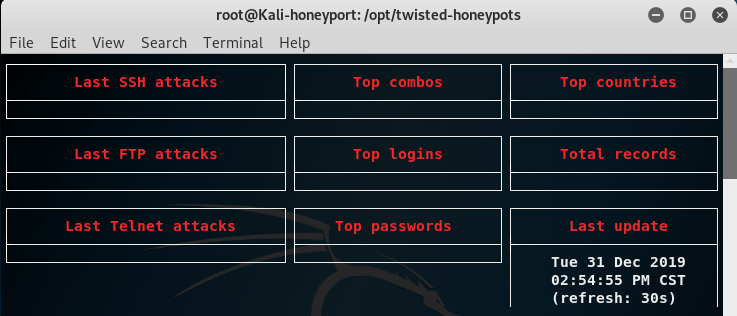 root@Kali-honeyport: /opt/twisted-honeypots
File Edit View Search Terminal Help
Last SSH attacks
Top combos
Top countries
Last FTP attacks
Top logins
Total records
Last Telnet attacks
Top passwords
Last update
Tue 31 Dec 2019
02:54:55 PM CST
(refresh: 30s)